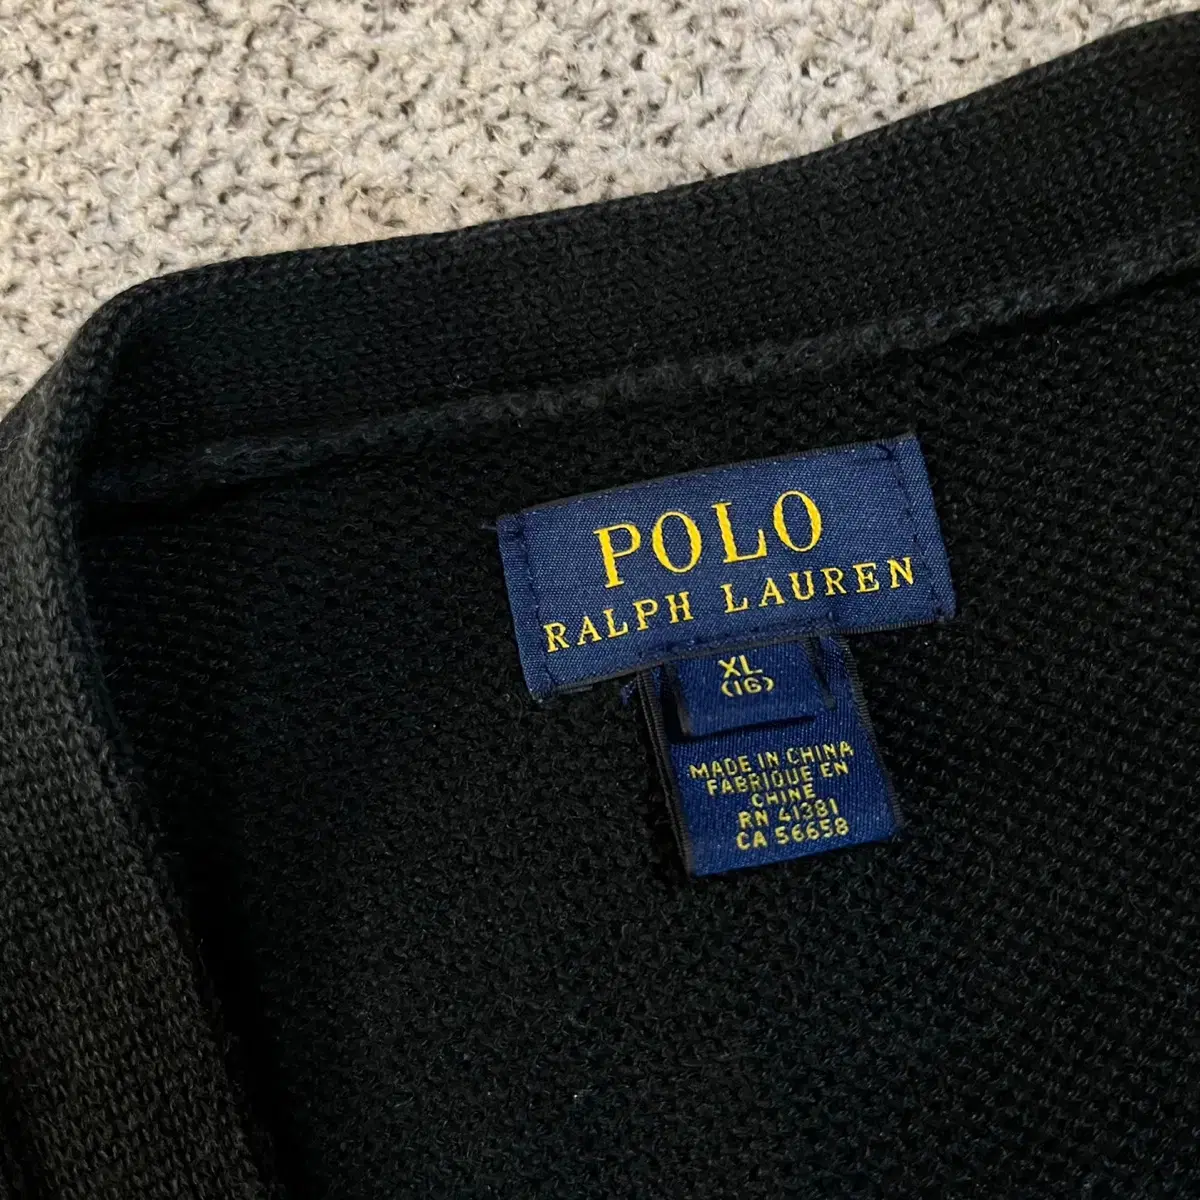 POLO
RALPH LAUREN
XL
(16)
MADE IN CHINA
FABRIQUE EN
CHINE
RN 41381
CA 56658